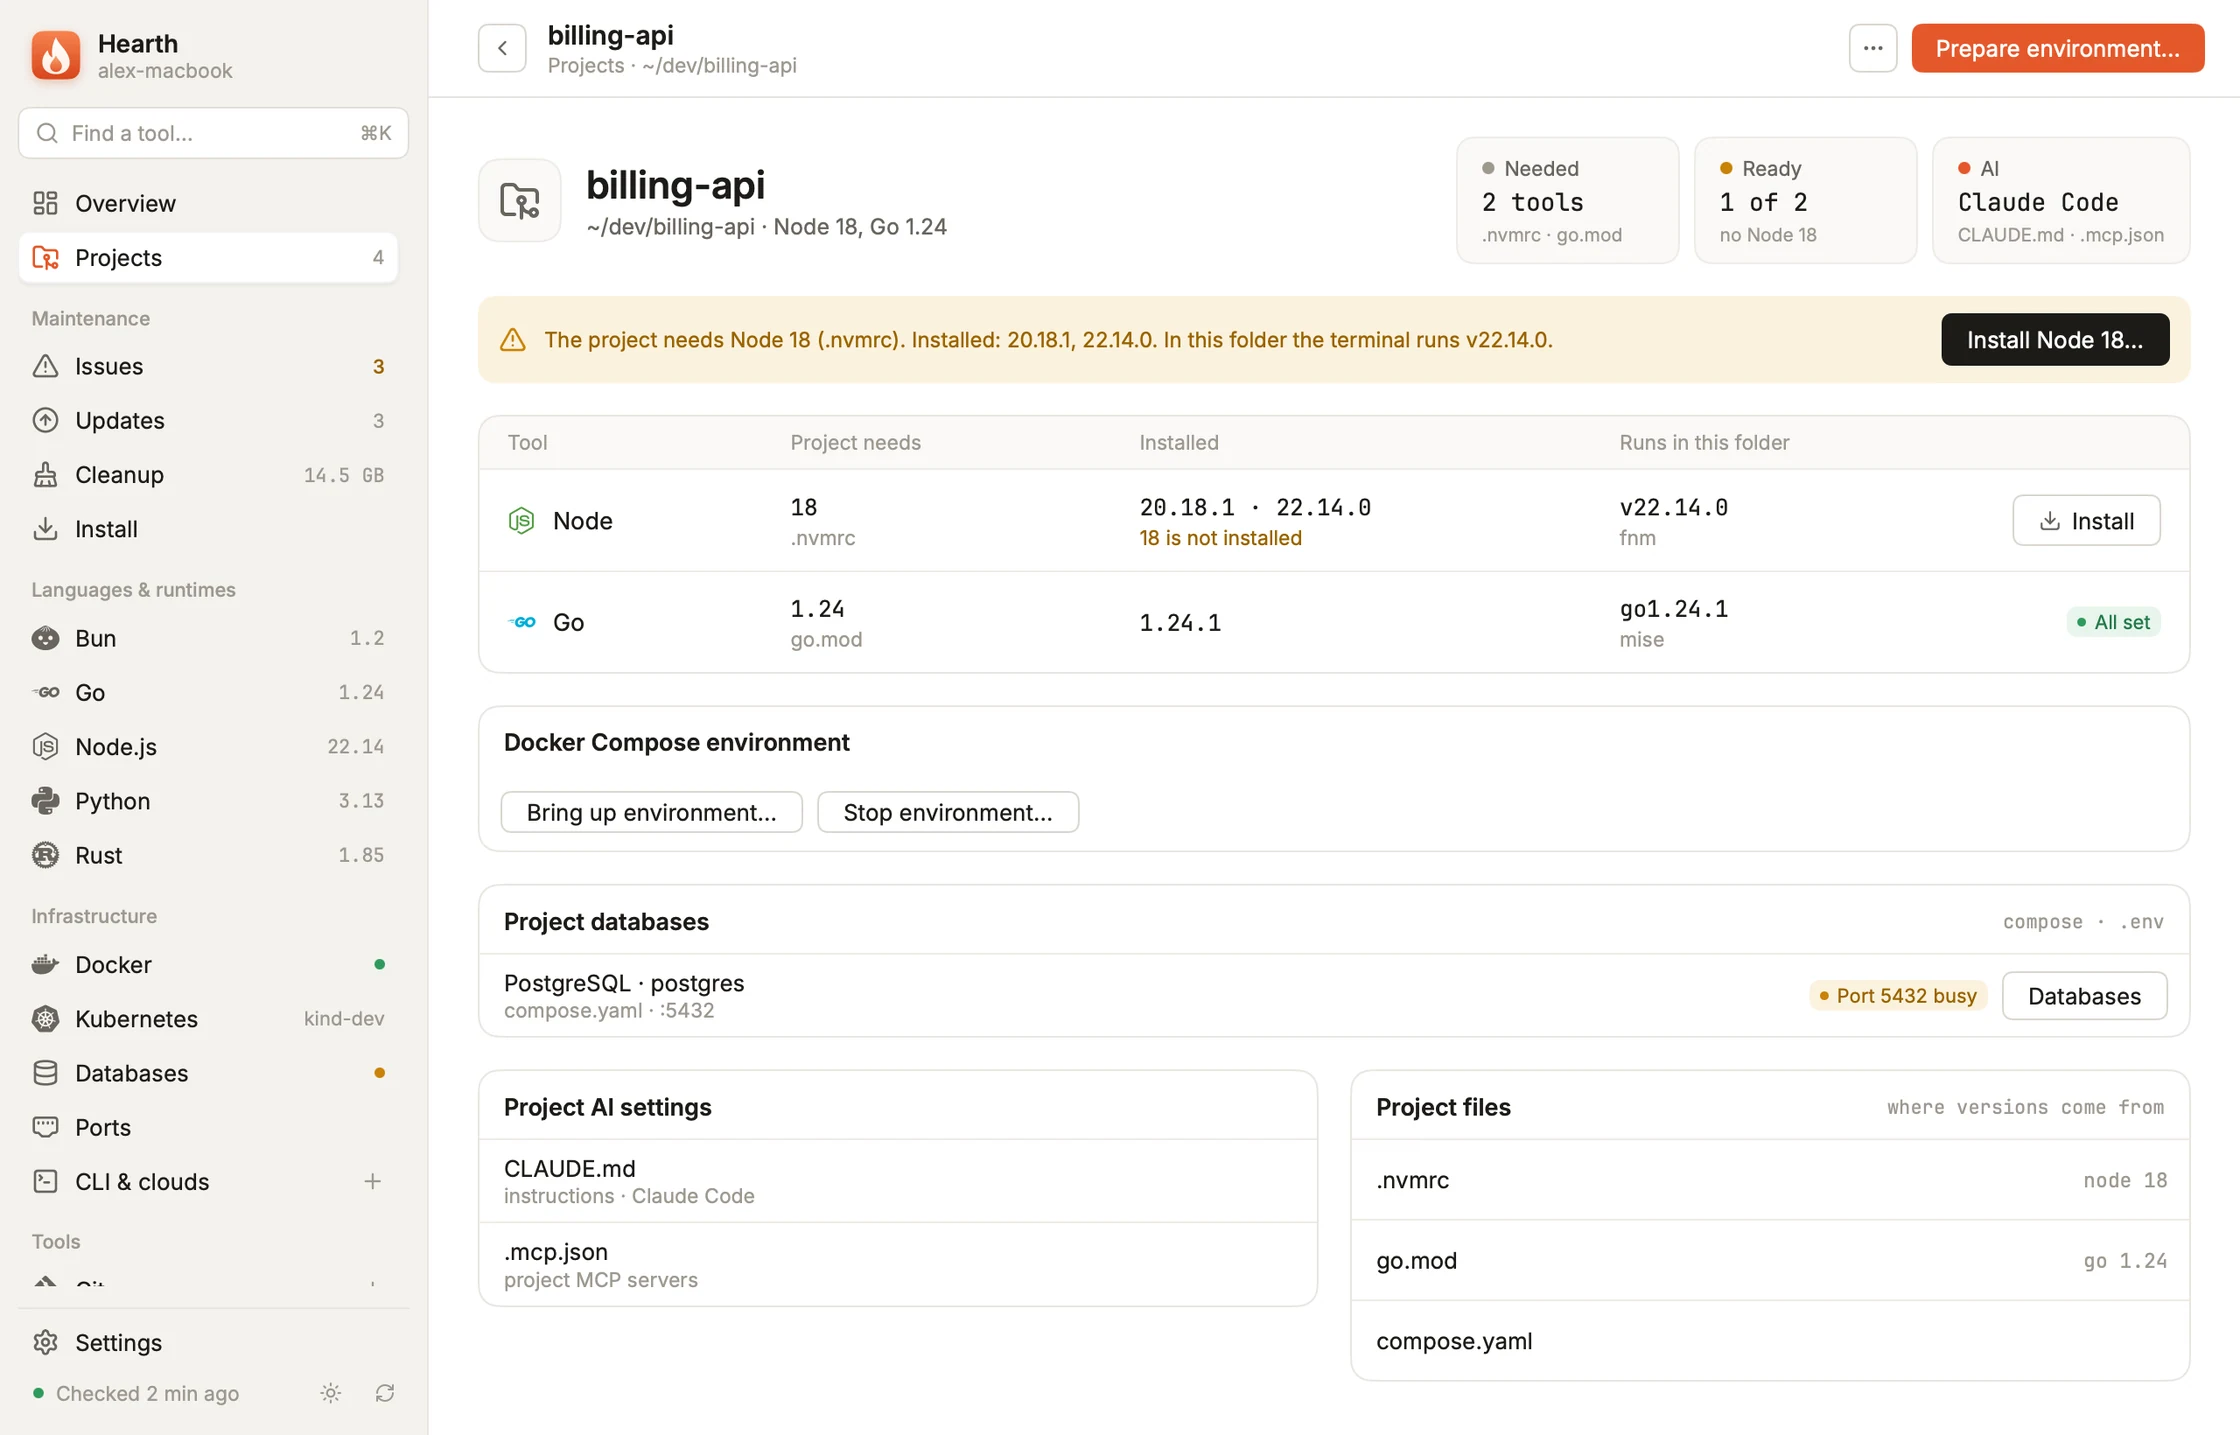 Hearth
alex-macbook
Find a tool... ⌘K
Overview
Projects 4
Maintenance
Issues 3
Updates 3
Cleanup 14.5 GB
Install
Languages & runtimes
Bun 1.2
Go 1.24
Node.js 22.14
Python 3.13
Rust 1.85
Infrastructure
Docker
Kubernetes kind-dev
Databases
Ports
CLI & clouds
Tools
Settings
Checked 2 min ago
billing-api
Projects · ~/dev/billing-api
Prepare environment...
billing-api
~/dev/billing-api · Node 18, Go 1.24
Needed
2 tools
.nvmrc · go.mod
Ready
1 of 2
no Node 18
AI
Claude Code
CLAUDE.md · .mcp.json
The project needs Node 18 (.nvmrc). Installed: 20.18.1, 22.14.0. In this folder the terminal runs v22.14.0.
Install Node 18...
Tool Project needs Installed Runs in this folder
Node
18
.nvmrc
20.18.1 · 22.14.0
18 is not installed
v22.14.0
fnm
Install
Go
1.24
go.mod
1.24.1
go1.24.1
mise
All set
Docker Compose environment
Bring up environment...
Stop environment...
Project databases
compose · .env
PostgreSQL · postgres
compose.yaml · :5432
Port 5432 busy
Databases
Project AI settings
CLAUDE.md
instructions · Claude Code
.mcp.json
project MCP servers
Project files
where versions come from
.nvmrc node 18
go.mod go 1.24
compose.yaml